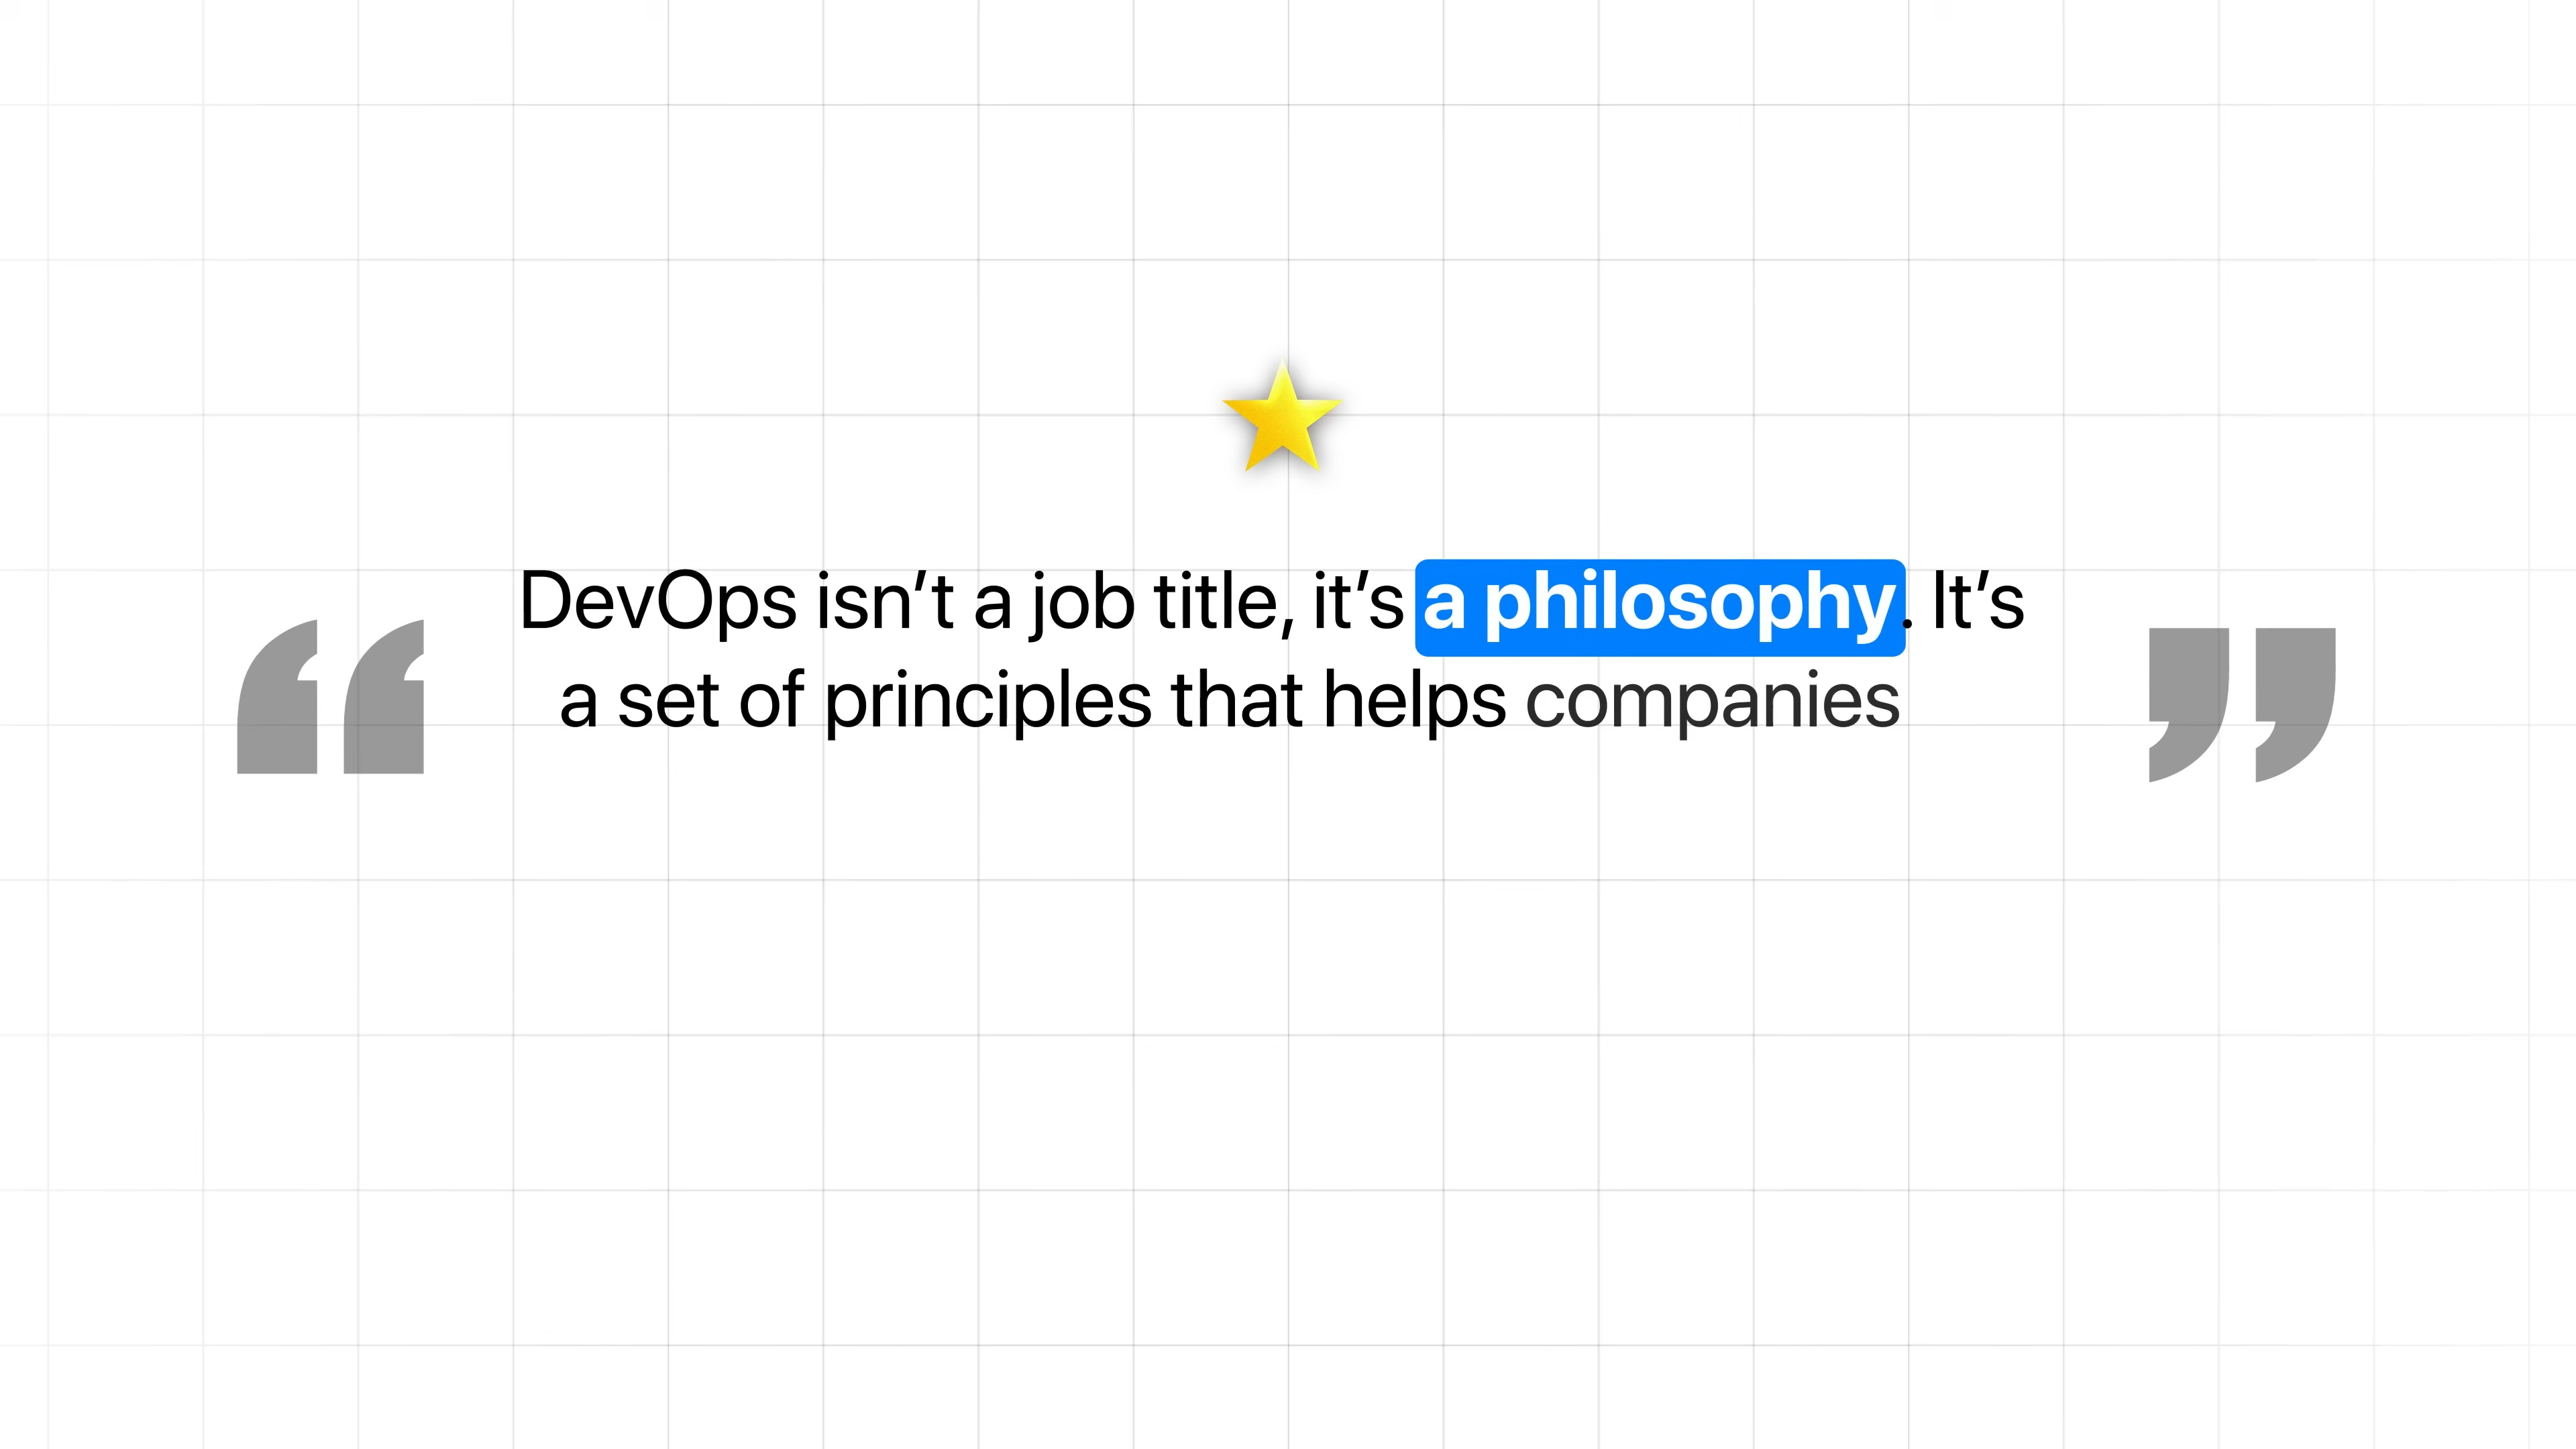 DevOps isn’t a job title, it’s a philosophy. It’s
a set of principles that helps companies